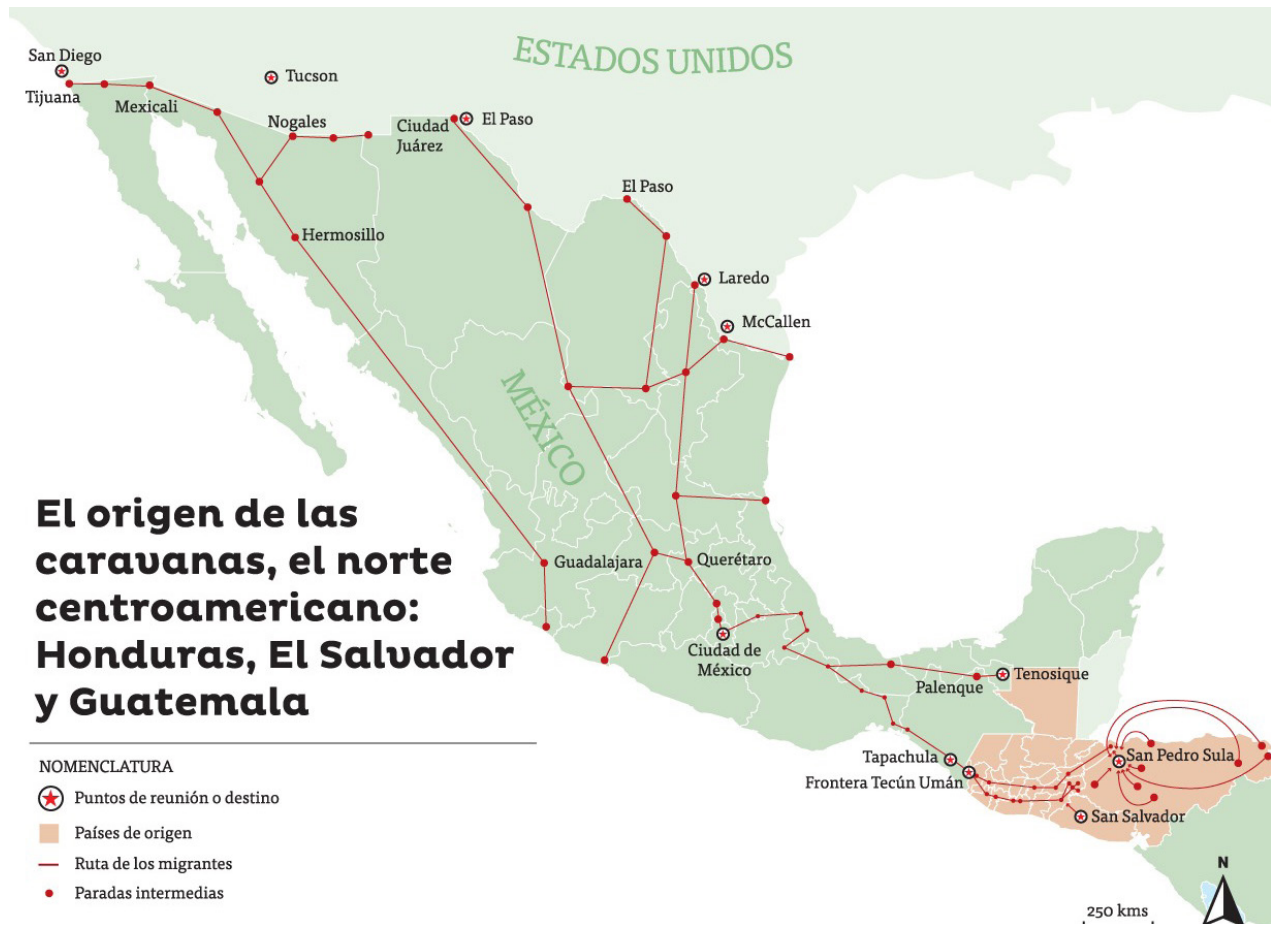 ESTADOS UNIDOS
San Diego
Tucson
Tijuana
Mexicali
Nogales
Ciudad
Juárez
El Paso
El Paso
Hermosillo
Laredo
McCallen
MÉXICO
El origen de las
caravanas, el norte
centroamericano:
Honduras, El Salvador
y Guatemala
Guadalajara
Querétaro
Ciudad de
México
Palenque
Tenosique
Tapachula
Frontera Tecún Umán
San Pedro Sula
San Salvador
NOMENCLATURA
Puntos de reunión o destino
Países de origen
Ruta de los migrantes
Paradas intermedias
N
250 kms